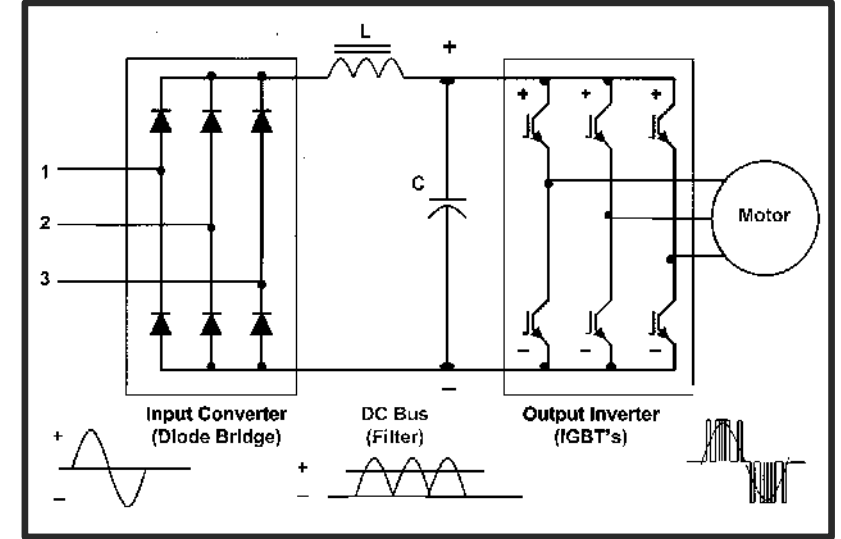 L
+
+ + +
1
C
2
Motor
3
– – –
–
Input Converter
(Diode Bridge)
DC Bus
(Filter)
Output Inverter
(IGBT's)
+
–
+
–